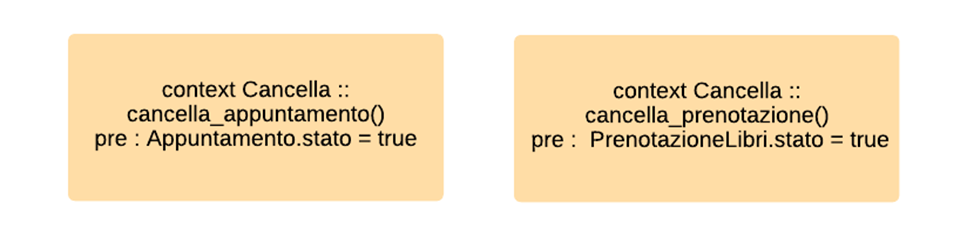 context Cancella ::
cancella_appuntamento()
pre : Appuntamento.stato = true
context Cancella ::
cancella_prenotazione()
pre :  PrenotazioneLibri.stato = true